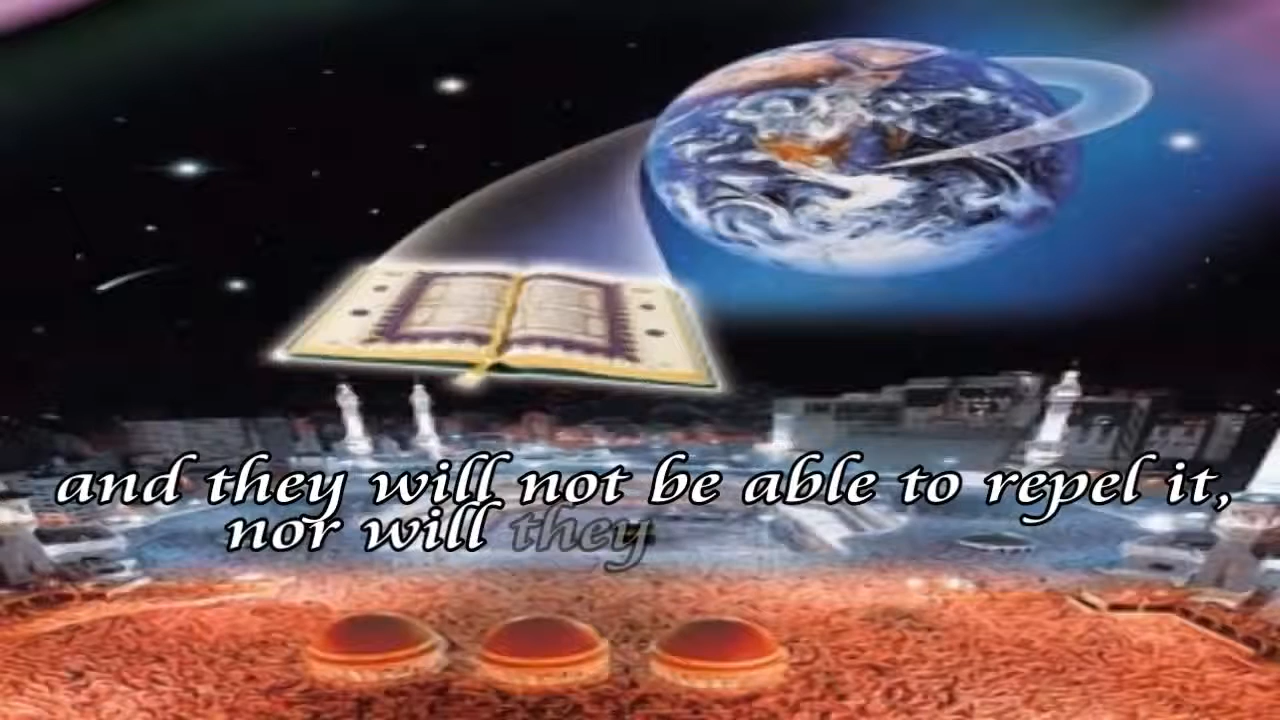 and they will not be able to repel it,
nor will they